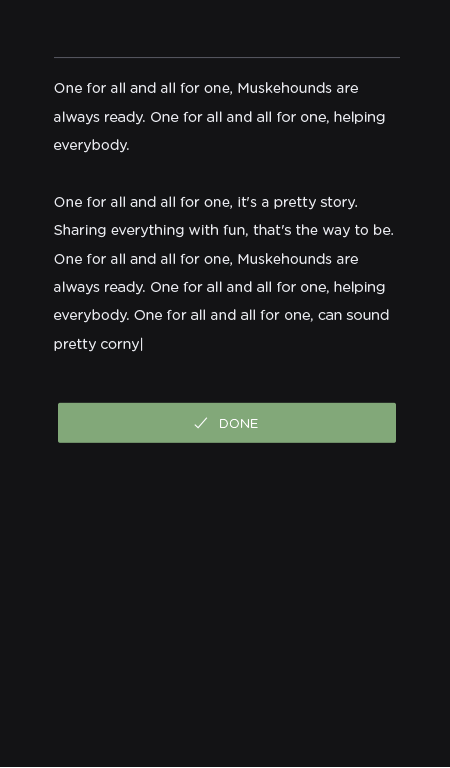 One for all and all for one, Muskehounds are
always ready. One for all and all for one, helping
everybody.
One for all and all for one, it's a pretty story.
Sharing everything with fun, that's the way to be.
One for all and all for one, Muskehounds are
always ready. One for all and all for one, helping
everybody. One for all and all for one, can sound
pretty corny
DONE